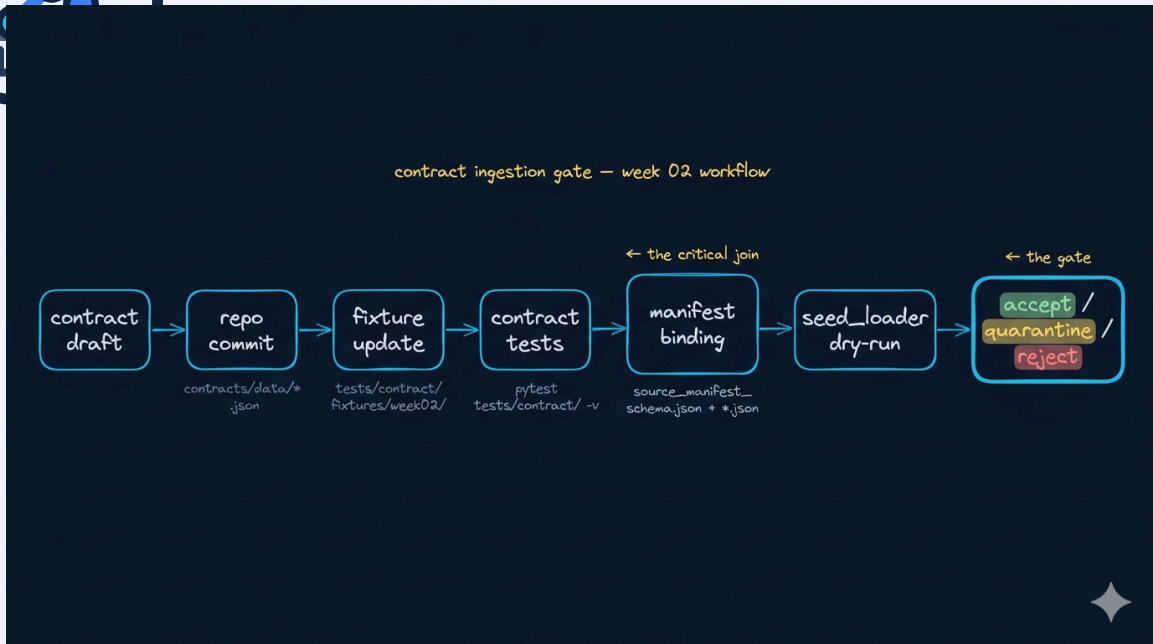 contract ingestion gate — week 02 workflow
← the critical join
← the gate
contract
draft
repo
commit
contracts/data/*
.json
fixture
update
tests/contract/
fixtures/week02/
contract
tests
pytest
tests/contract/ -v
manifest
binding
source_manifest_
schema.json + *.json
seed_loader
dry-run
accept /
quarantine /
reject